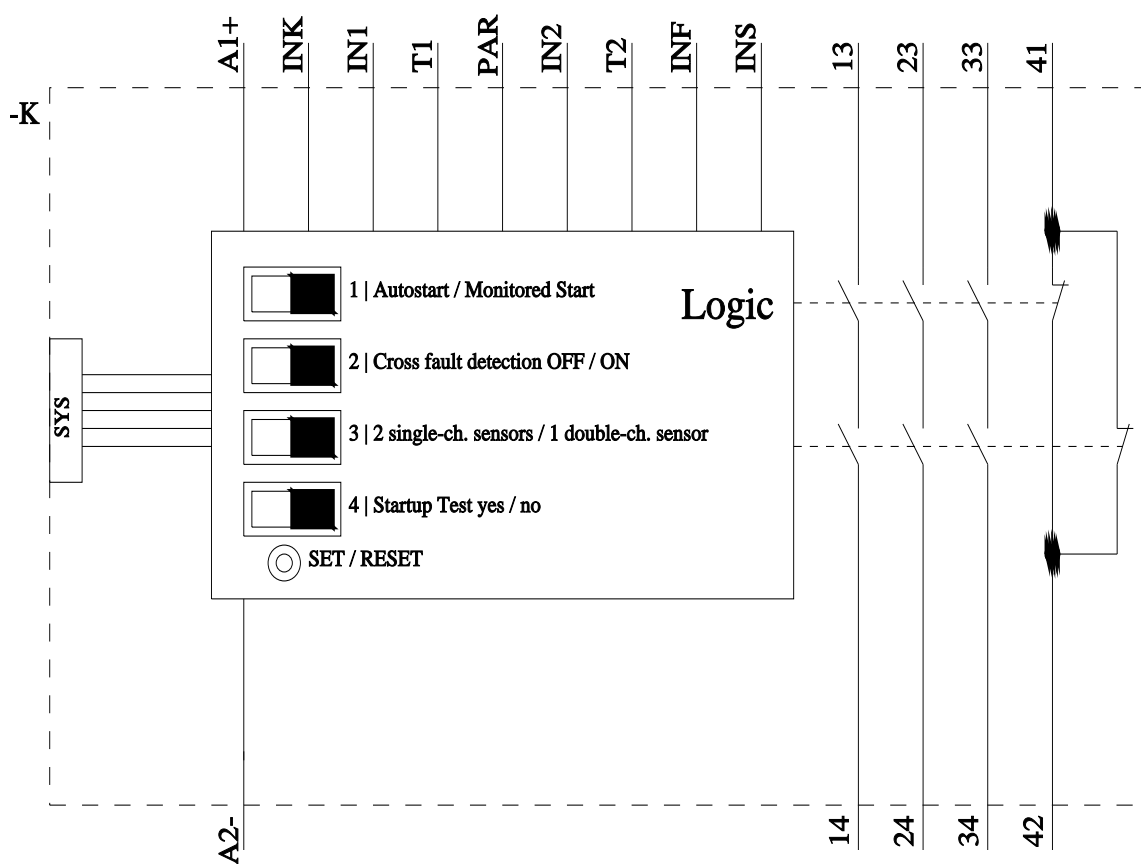 A1+
INK
IN1
T1
PAR
IN2
T2
INF
INS
13
23
33
41
-K
1 | Autostart / Monitored Start
Logic
2 | Cross fault detection OFF / ON
SYS
3 | 2 single-ch. sensors / 1 double-ch. sensor
4 | Startup Test yes / no
SET / RESET
A2-
14
24
34
42